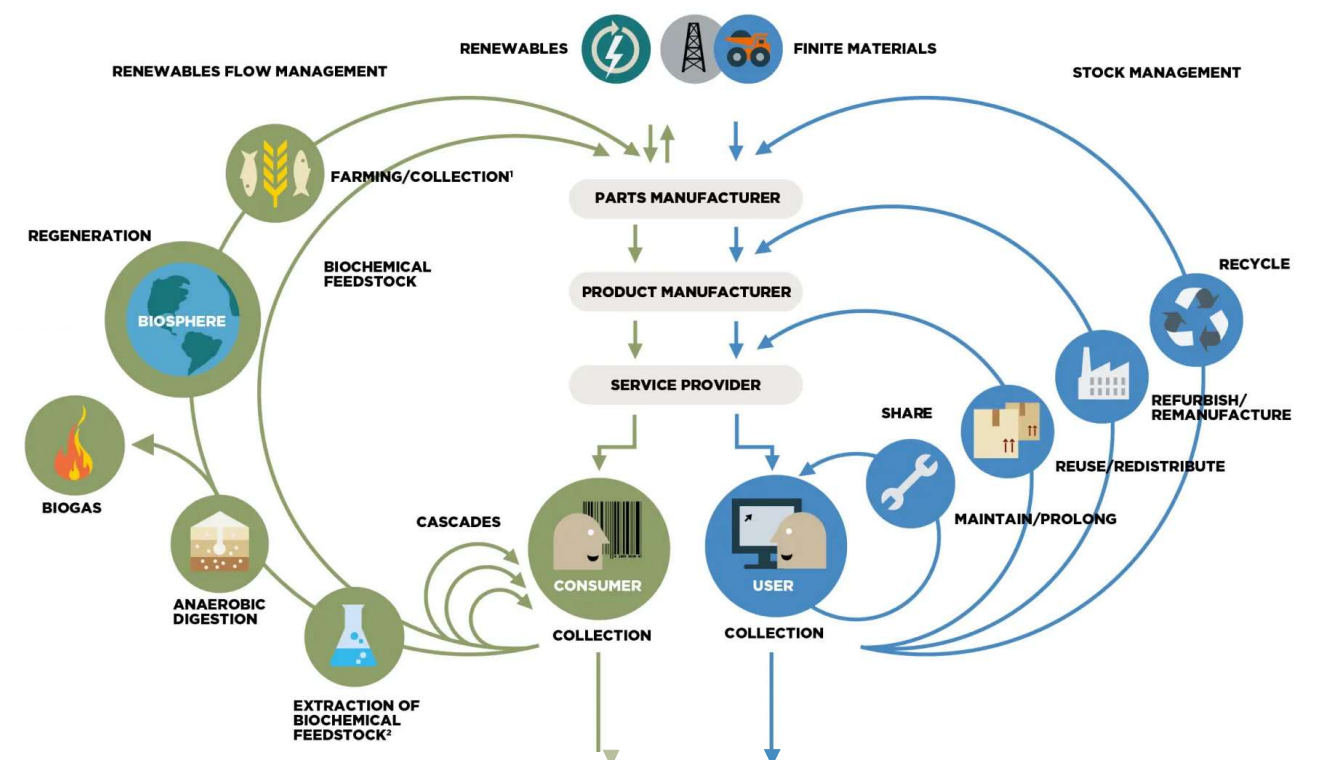 RENEWABLES
FINITE MATERIALS
RENEWABLES FLOW MANAGEMENT
STOCK MANAGEMENT
FARMING/COLLECTION¹
PARTS MANUFACTURER
REGENERATION
BIOCHEMICAL
FEEDSTOCK
RECYCLE
PRODUCT MANUFACTURER
BIOSPHERE
SERVICE PROVIDER
SHARE
REFURBISH/
REMANUFACTURE
REUSE/REDISTRIBUTE
BIOGAS
CASCADES
MAINTAIN/PROLONG
CONSUMER
USER
ANAEROBIC
DIGESTION
COLLECTION
COLLECTION
EXTRACTION OF
BIOCHEMICAL
FEEDSTOCK²